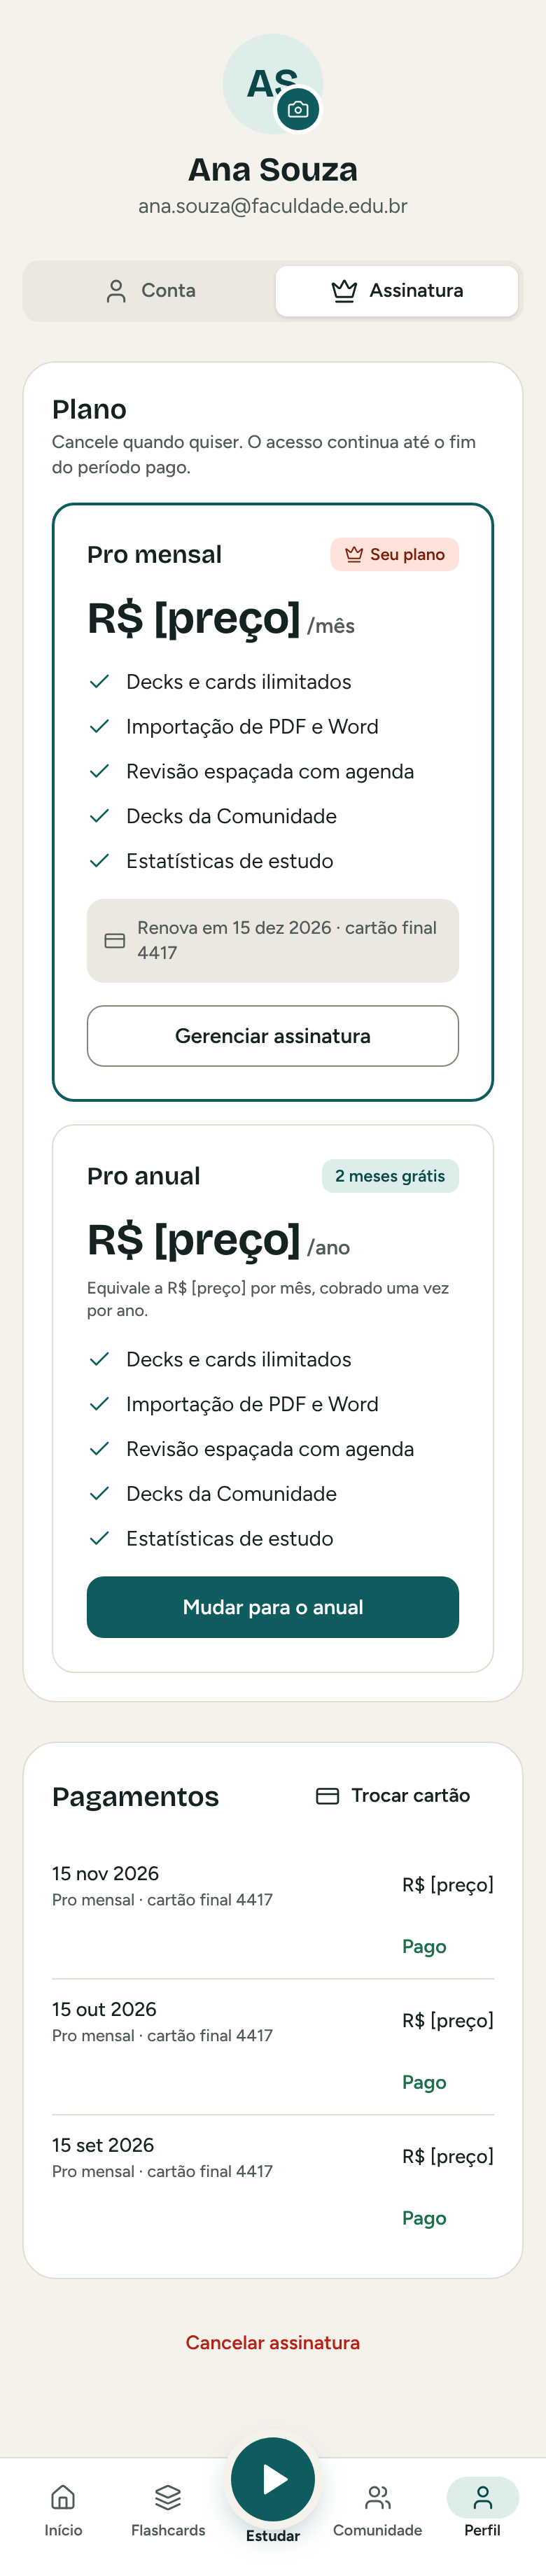 AS
Ana Souza
ana.souza@faculdade.edu.br
Conta
Assinatura
Plano
Cancele quando quiser. O acesso continua até o fim
do período pago.
Pro mensal
Seu plano
R$ [preço] /mês
Decks e cards ilimitados
Importação de PDF e Word
Revisão espaçada com agenda
Decks da Comunidade
Estatísticas de estudo
Renova em 15 dez 2026 · cartão final
4417
Gerenciar assinatura
Pro anual
2 meses grátis
R$ [preço] /ano
Equivale a R$ [preço] por mês, cobrado uma vez
por ano.
Decks e cards ilimitados
Importação de PDF e Word
Revisão espaçada com agenda
Decks da Comunidade
Estatísticas de estudo
Mudar para o anual
Pagamentos
Trocar cartão
15 nov 2026
Pro mensal · cartão final 4417
R$ [preço]
Pago
15 out 2026
Pro mensal · cartão final 4417
R$ [preço]
Pago
15 set 2026
Pro mensal · cartão final 4417
R$ [preço]
Pago
Cancelar assinatura
Início
Flashcards
Estudar
Comunidade
Perfil